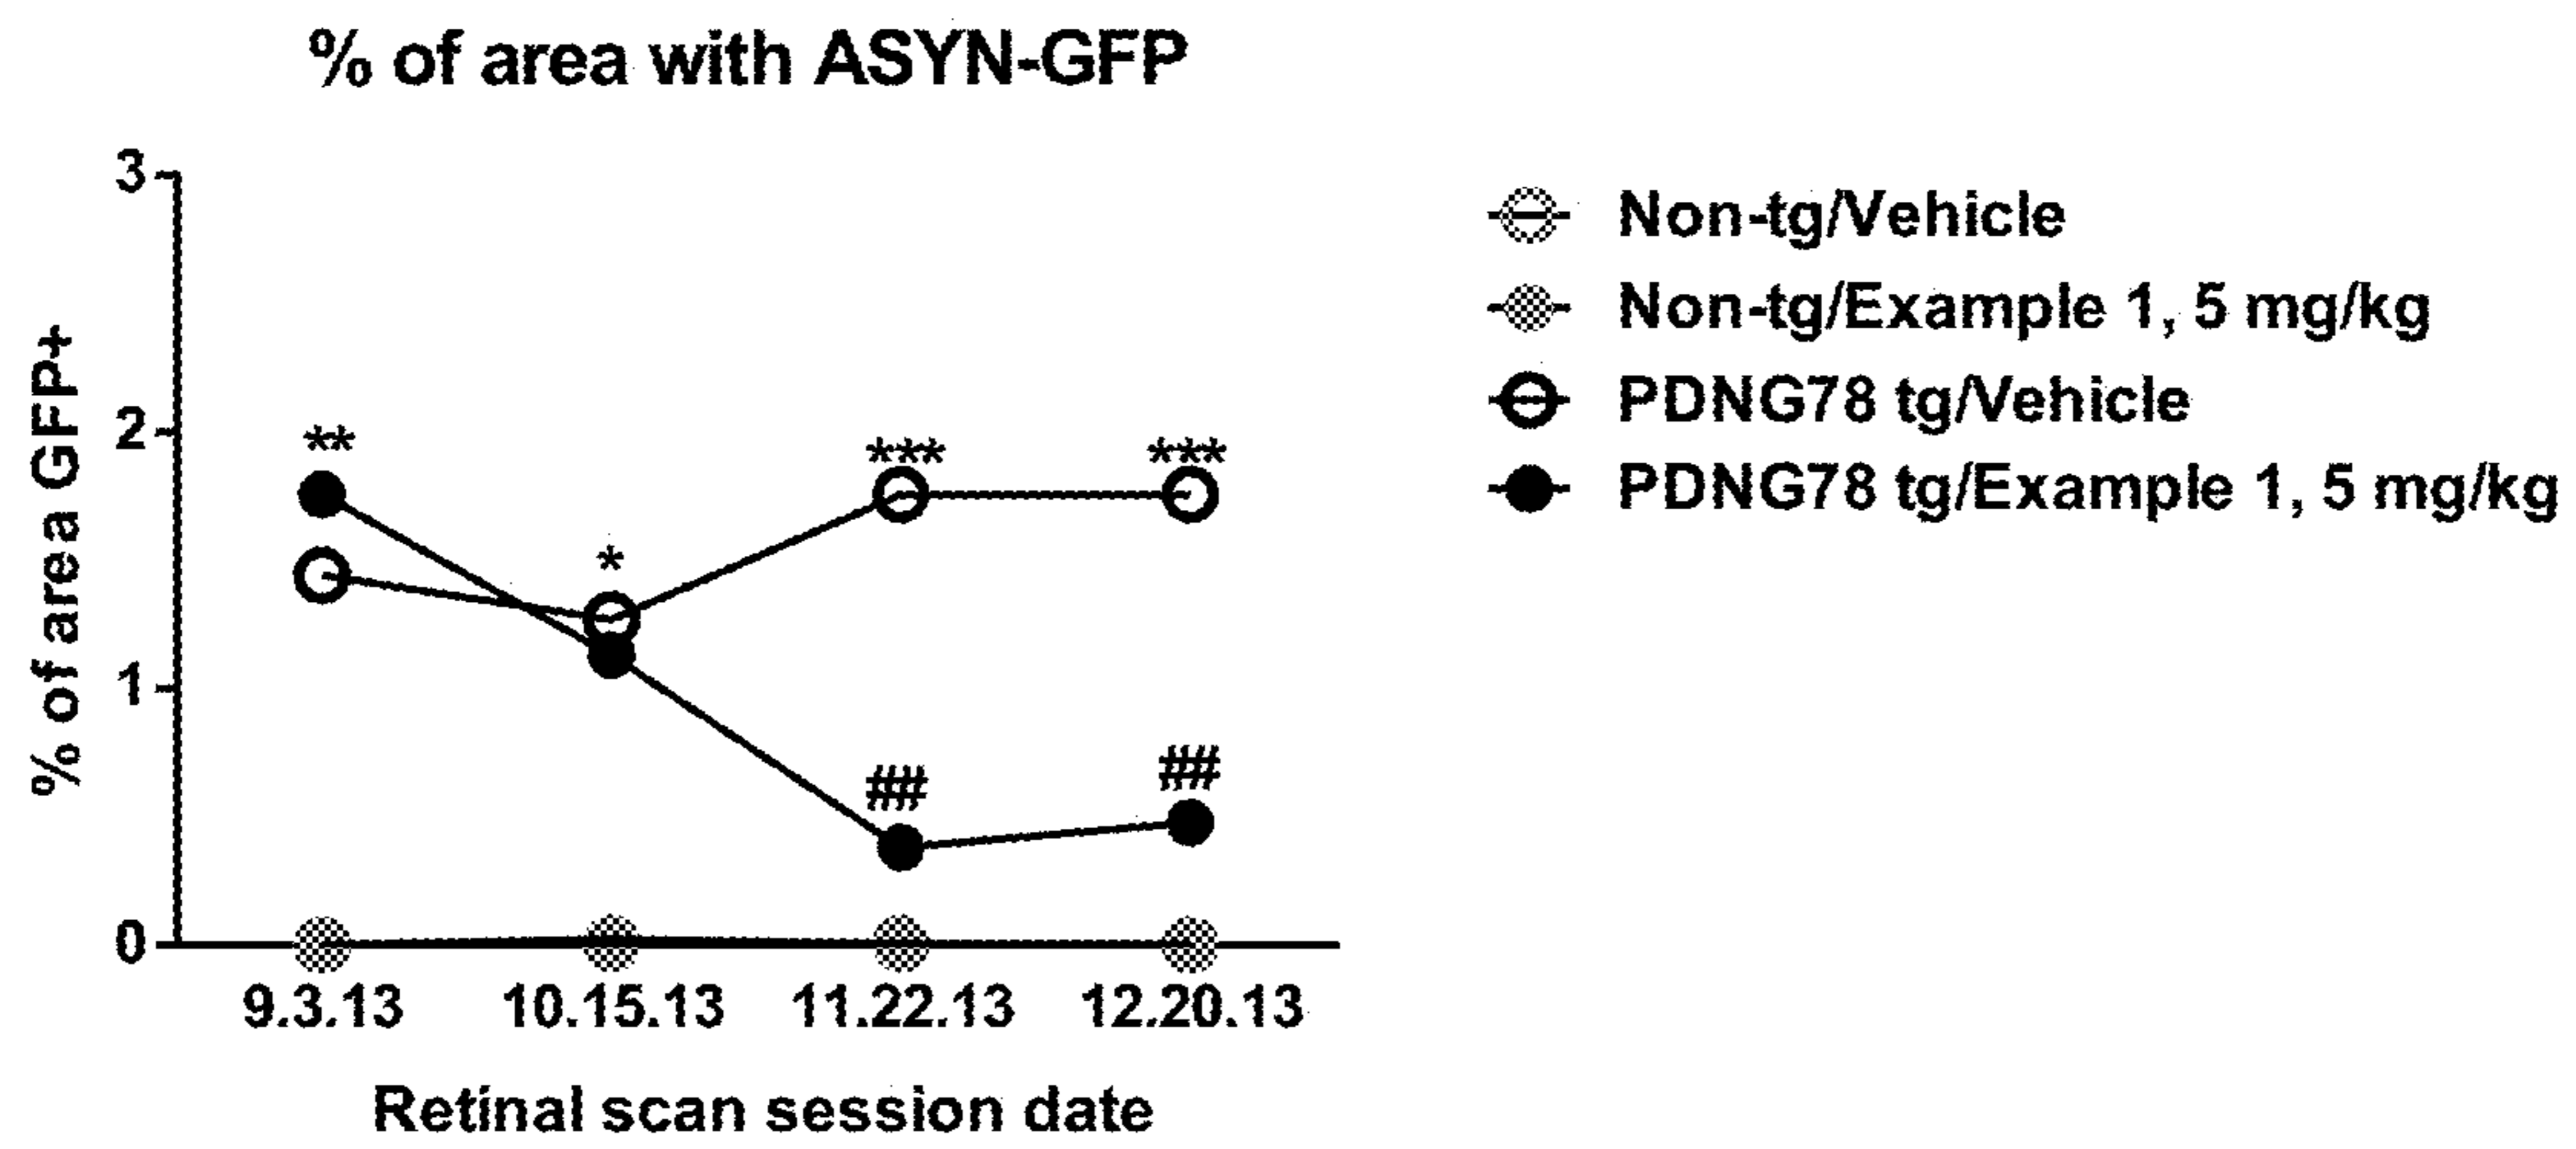 % of area with ASYN-GFP
% of area GFP+
3
2
1
0
**
*
***
***
##
##
9.3.13 10.15.13 11.22.13 12.20.13
Retinal scan session date
Non-tg/Vehicle
Non-tg/Example 1, 5 mg/kg
PDNG78 tg/Vehicle
PDNG78 tg/Example 1, 5 mg/kg